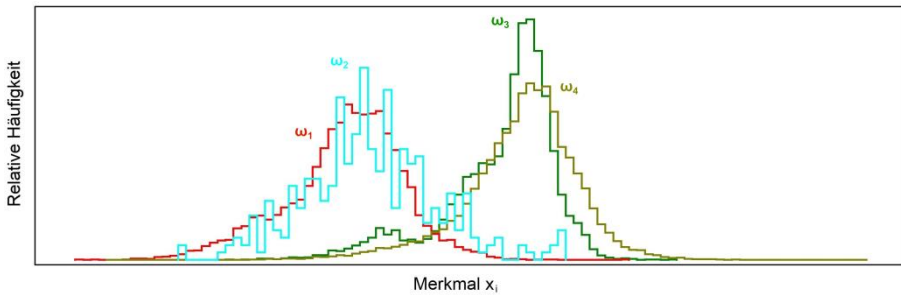 Relative Häufigkeit
ω1
ω2
ω3
ω4
Merkmal xi